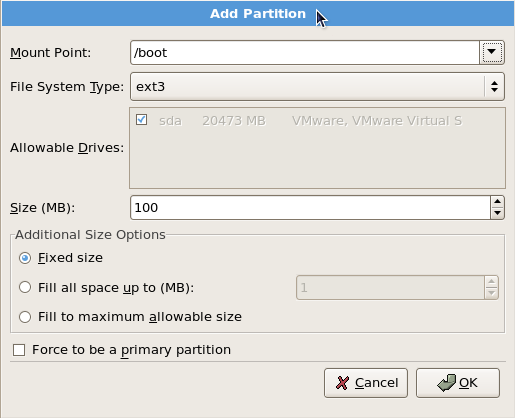 Add Partition
Mount Point: /boot
File System Type: ext3
Allowable Drives: sda 20473 MB VMware, VMware Virtual S
Size (MB): 100
Additional Size Options
Fixed size
Fill all space up to (MB): 1
Fill to maximum allowable size
Force to be a primary partition
Cancel OK